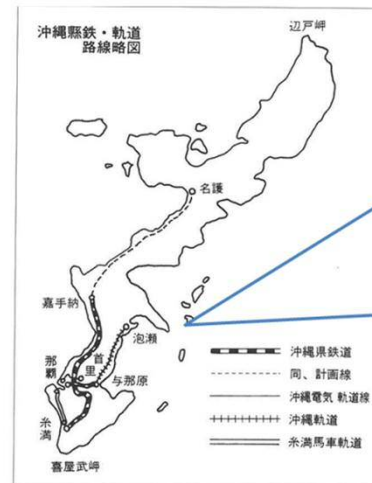 沖縄縣鉄・軌道
路線略図
辺戸岬
名護
嘉手納
泡瀬
首里
那覇
与那原
糸満
喜屋武岬
沖縄県鉄道
同、計画線
沖縄電気軌道線
沖縄軌道
糸満馬車軌道